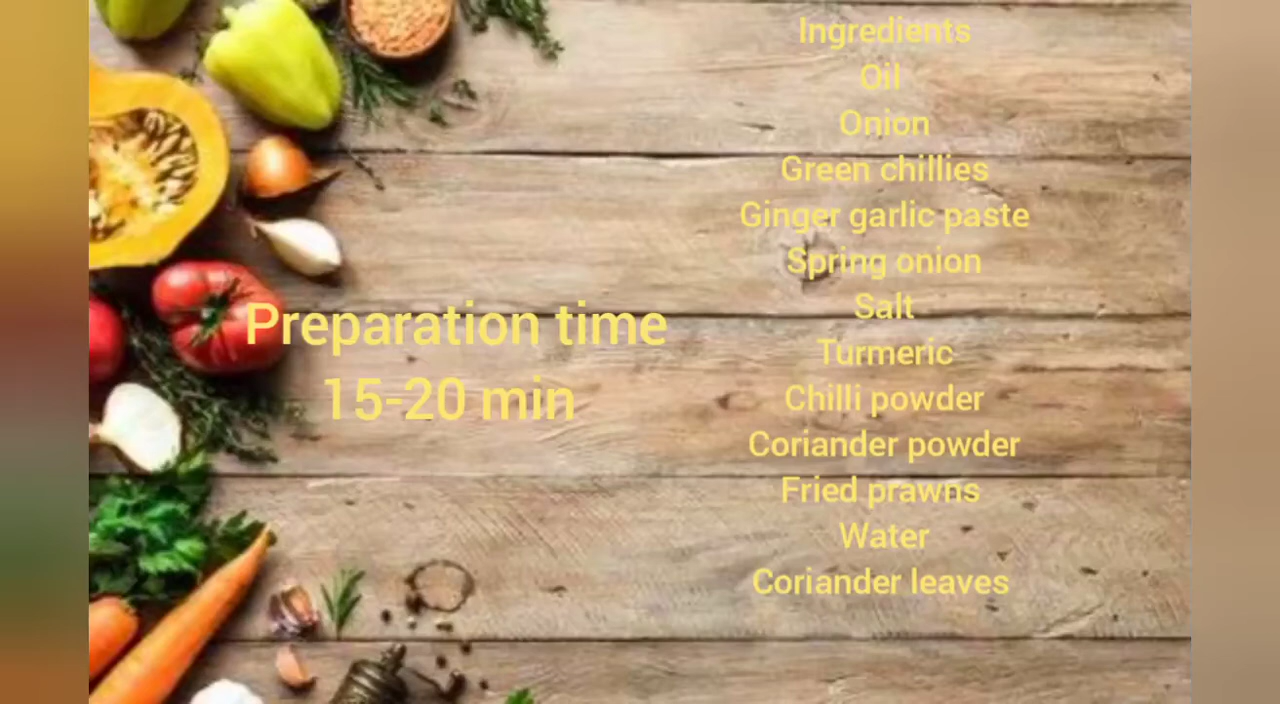 Preparation time
15-20 min
Ingredients
Oil
Onion
Green chillies
Ginger garlic paste
Spring onion
Salt
Turmeric
Chilli powder
Coriander powder
Fried prawns
Water
Coriander leaves